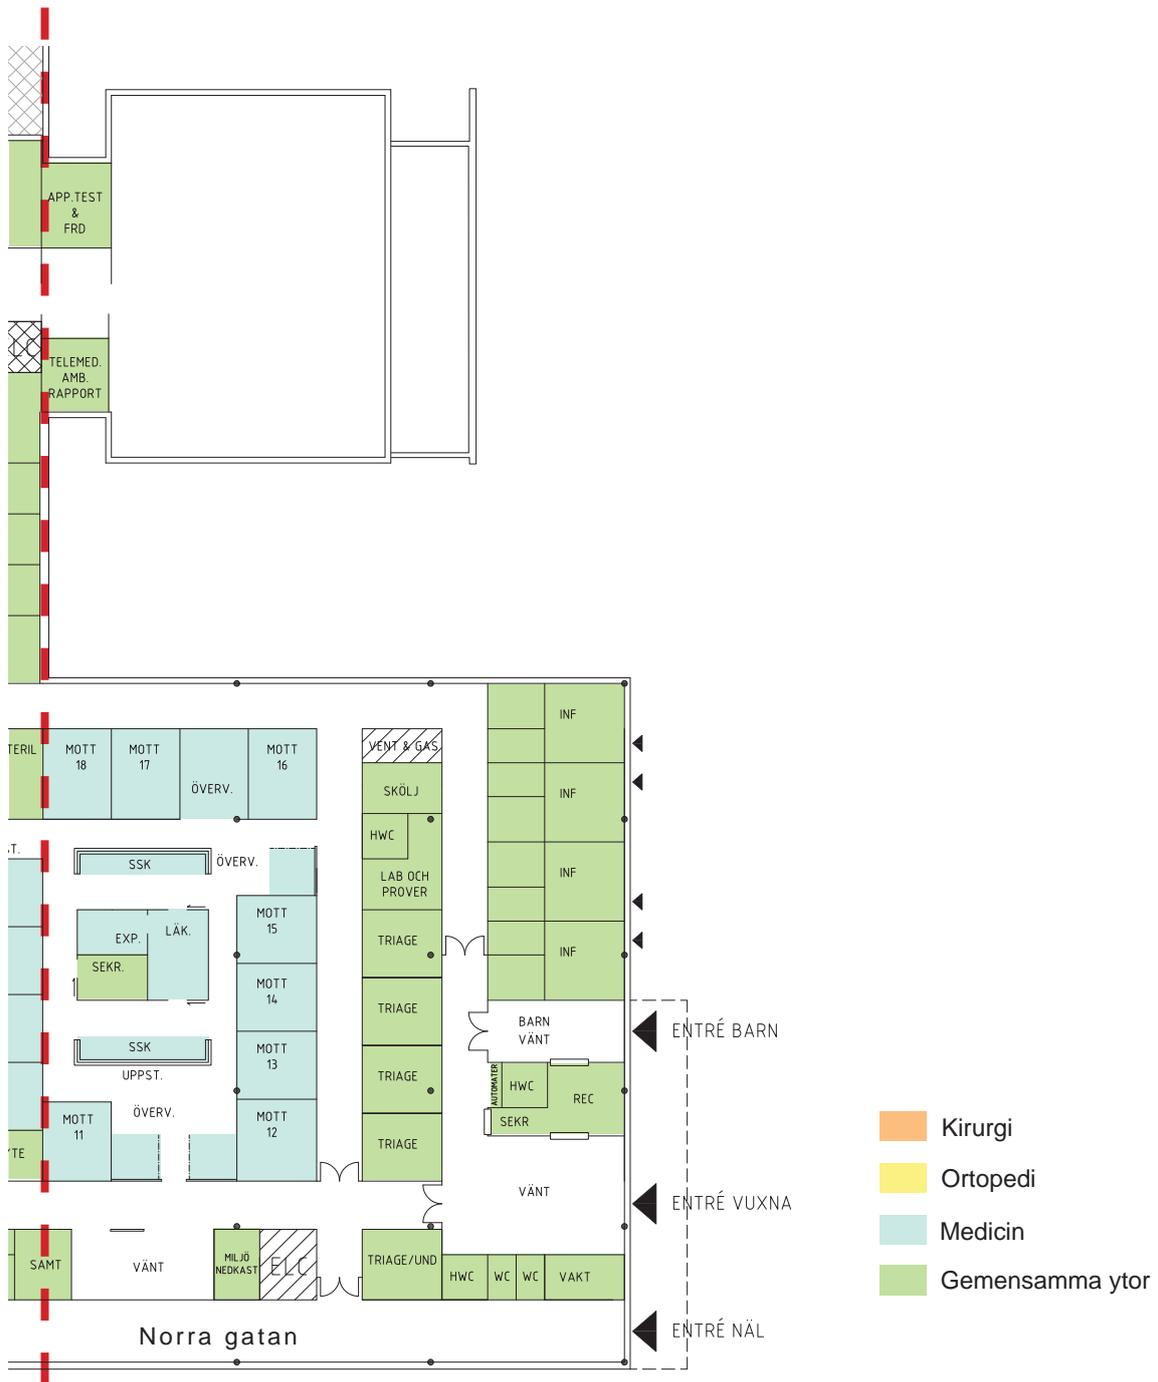 APP.TEST
&
FRD
LC
TELEMED.
AMB.
RAPPORT
INF
TERIL
MOTT
18
MOTT
17
ÖVERV.
MOTT
16
VENT & GAS
SKÖLJ
INF
HWC
ST.
SSK
ÖVERV.
LAB OCH
PROVER
INF
MOTT
15
EXP.
LÄK.
TRIAGE
INF
SEKR.
MOTT
14
TRIAGE
BARN
VÄNT
ENTRÉ BARN
SSK
UPPST.
MOTT
13
TRIAGE
AUTOMATER
HWC
REC
SEKR
MOTT
11
ÖVERV.
MOTT
12
TRIAGE
YTE
VÄNT
ENTRÉ VUXNA
SAMT
VÄNT
MILJÖ
NEDKAST
ELC
TRIAGE/UND
HWC
WC
WC
VAKT
Norra gatan
ENTRÉ NÄL
Kirurgi
Ortopedi
Medicin
Gemensamma ytor